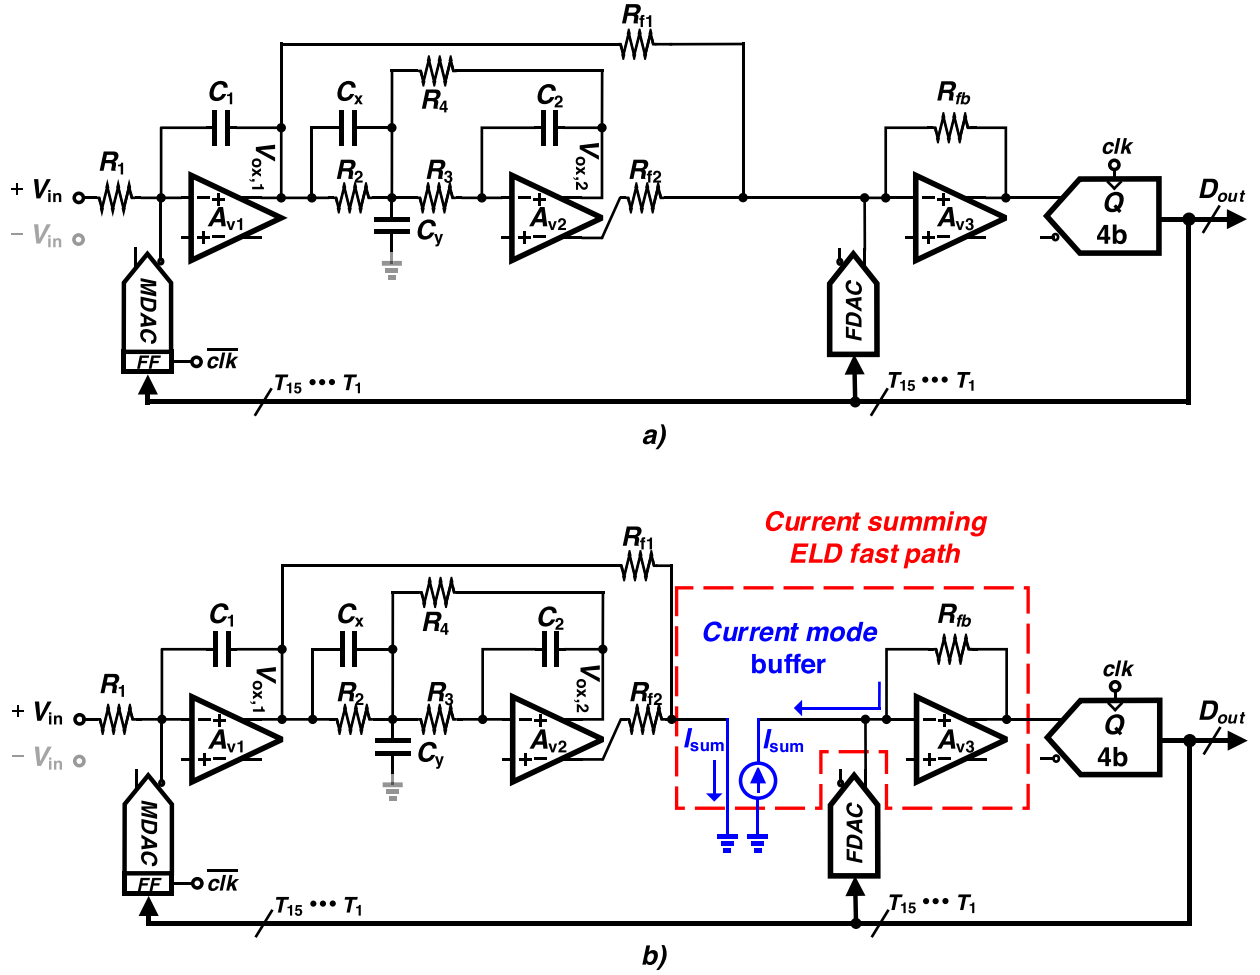 Rf1
C1
Cx
R4
C2
Rfb
clk
R1
Vox,1
R2
R3
Vox,2
Rf2
+ Vin
− +
Av1
+ −
− +
Av2
+ −
− +
Av3
+ −
Q
4b
Dout
− Vin
Cy
MDAC
FF
clk
FDAC
T15 ••• T1
T15 ••• T1
a)
Current summing
ELD fast path
Rf1
C1
Cx
R4
C2
Current mode
buffer
Rfb
clk
R1
Vox,1
R2
R3
Vox,2
Rf2
+ Vin
− +
Av1
+ −
− +
Av2
+ −
Isum
Isum
− +
Av3
+ −
Q
4b
Dout
− Vin
Cy
MDAC
FF
clk
FDAC
T15 ••• T1
T15 ••• T1
b)